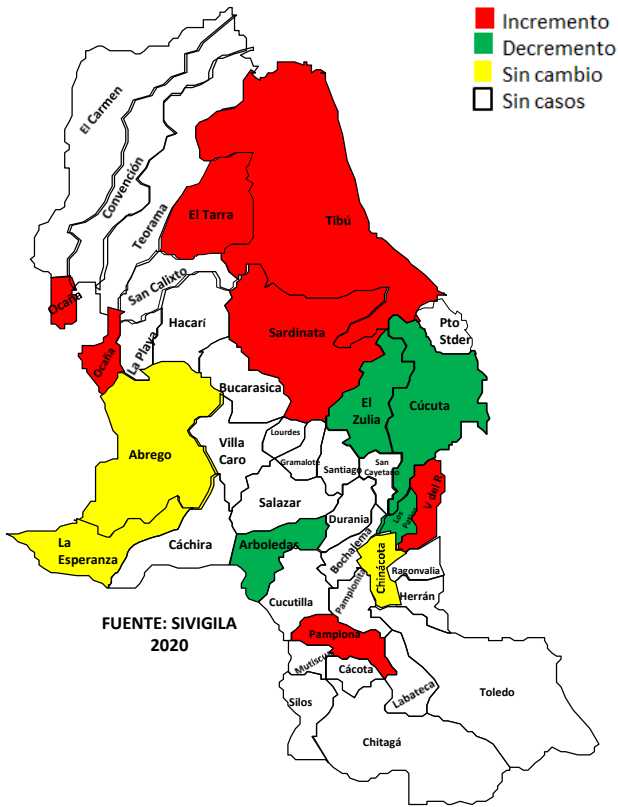 Incremento
Decremento
Sin cambio
Sin casos
El Carmen
Convención
Teorama
El Tarra
Tibú
San Calixto
Ocaña
Hacarí
La Playa
Ocaña
Sardinata
Pto
Stder
Bucarasica
El
Zulia
Cúcuta
Abrego
Villa
Caro
Lourdes
Gramalote
Santiago
San
Cayetano
V del R
Salazar
Durania
Los
Patios
La
Esperanza
Cáchira
Arboledas
Bochalema
Chinácota
Ragonvalia
Pamplonita
Herrán
Cucutilla
FUENTE: SIVIGILA
2020
Pamplona
Mutiscua
Cácota
Labateca
Toledo
Silos
Chitagá